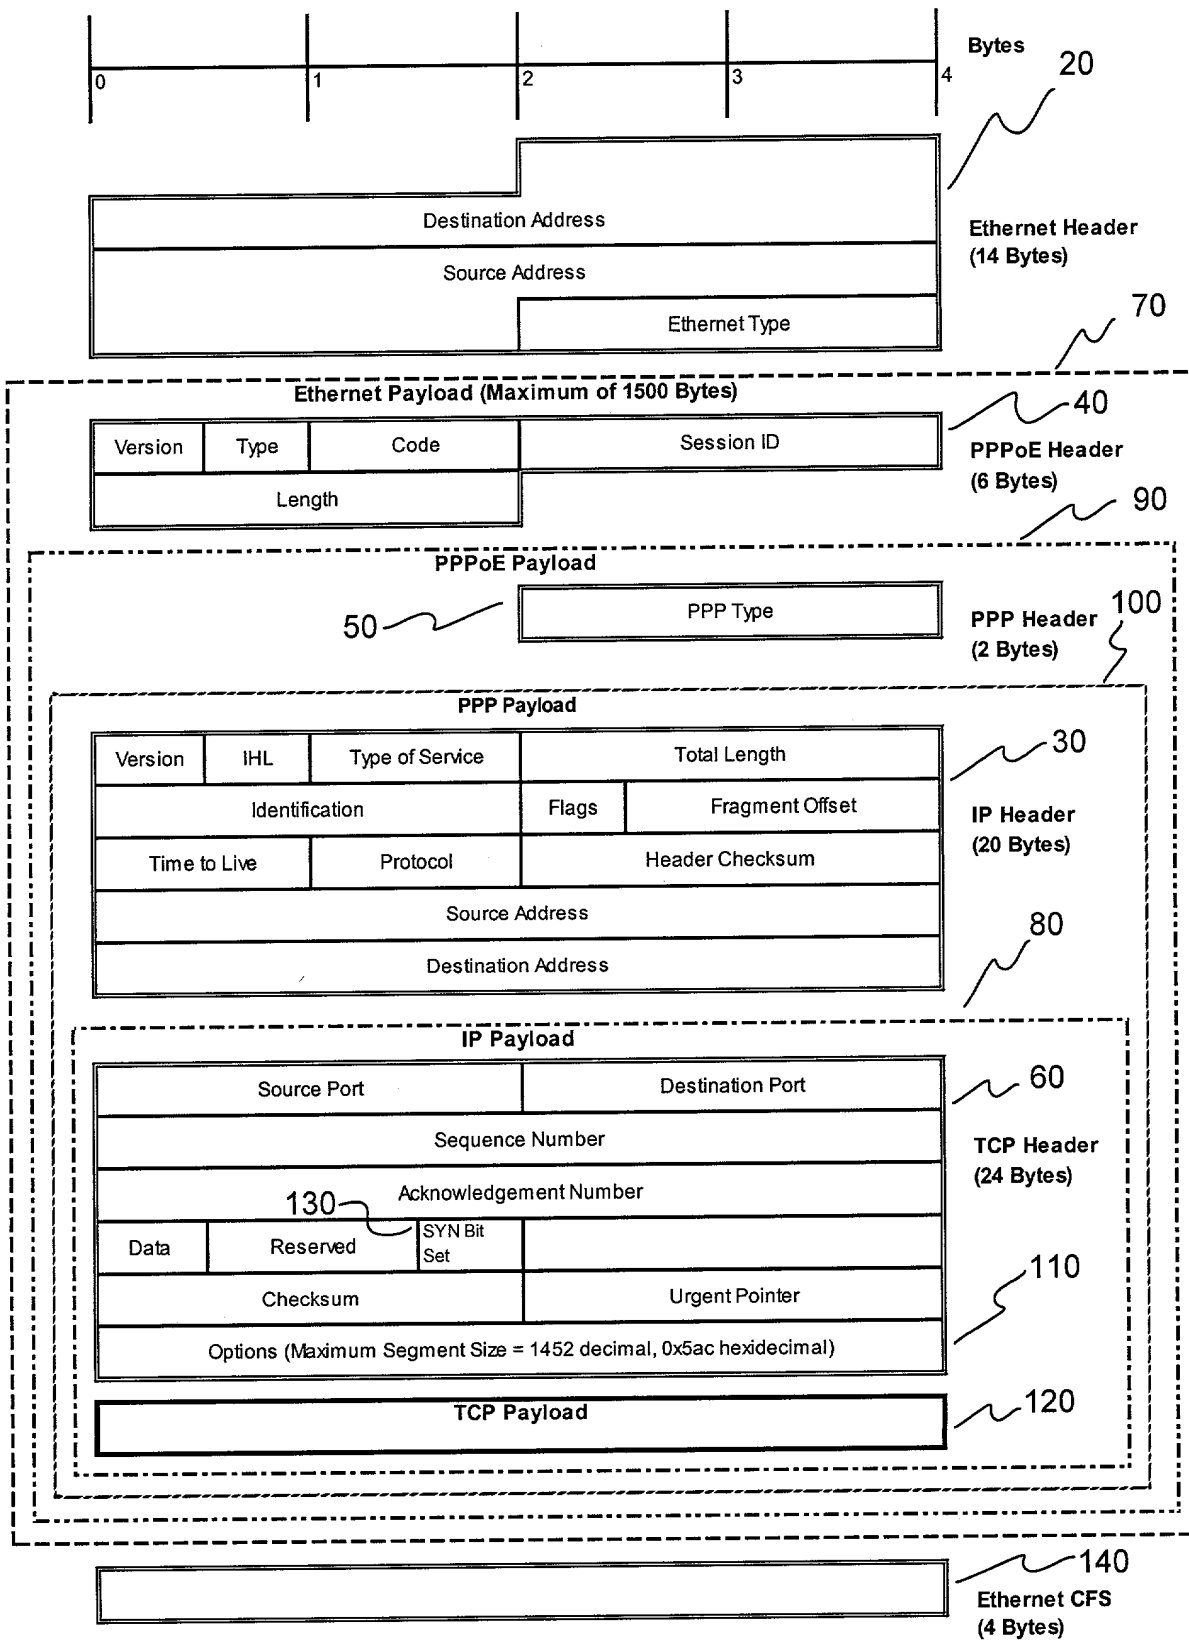 Bytes
0 1 2 3 4
20
Destination Address
Ethernet Header
(14 Bytes)
Source Address
Ethernet Type
70
Ethernet Payload (Maximum of 1500 Bytes)
40
Version Type Code Session ID
PPPoE Header
(6 Bytes)
Length
90
PPPoE Payload
50
PPP Type
100
PPP Header
(2 Bytes)
PPP Payload
Version IHL Type of Service Total Length
30
Identification Flags Fragment Offset
IP Header
(20 Bytes)
Time to Live Protocol Header Checksum
Source Address
80
Destination Address
IP Payload
Source Port Destination Port
60
Sequence Number
TCP Header
(24 Bytes)
Acknowledgement Number
130
Data Reserved
SYN Bit
Set
110
Checksum Urgent Pointer
Options (Maximum Segment Size = 1452 decimal, 0x5ac hexidecimal)
TCP Payload
120
140
Ethernet CFS
(4 Bytes)